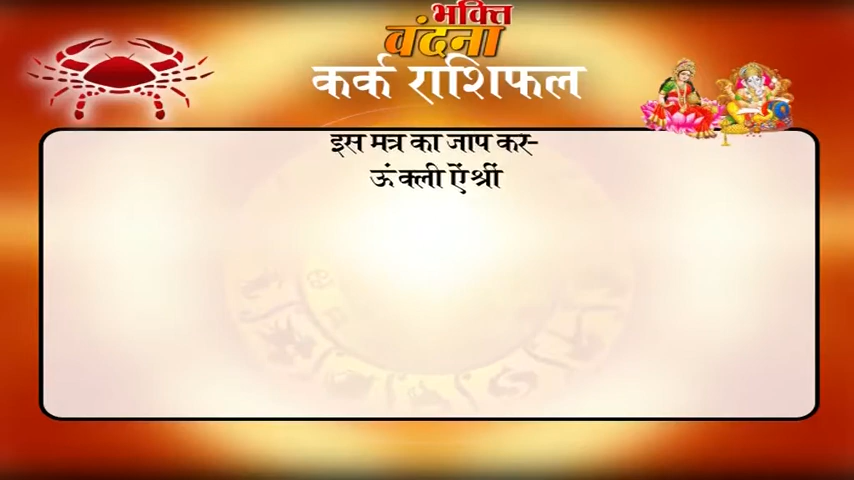 भक्ति
वंदना
कर्क राशिफल
इस मंत्र का जाप करें-
ऊं क्ली ऐं श्रीं